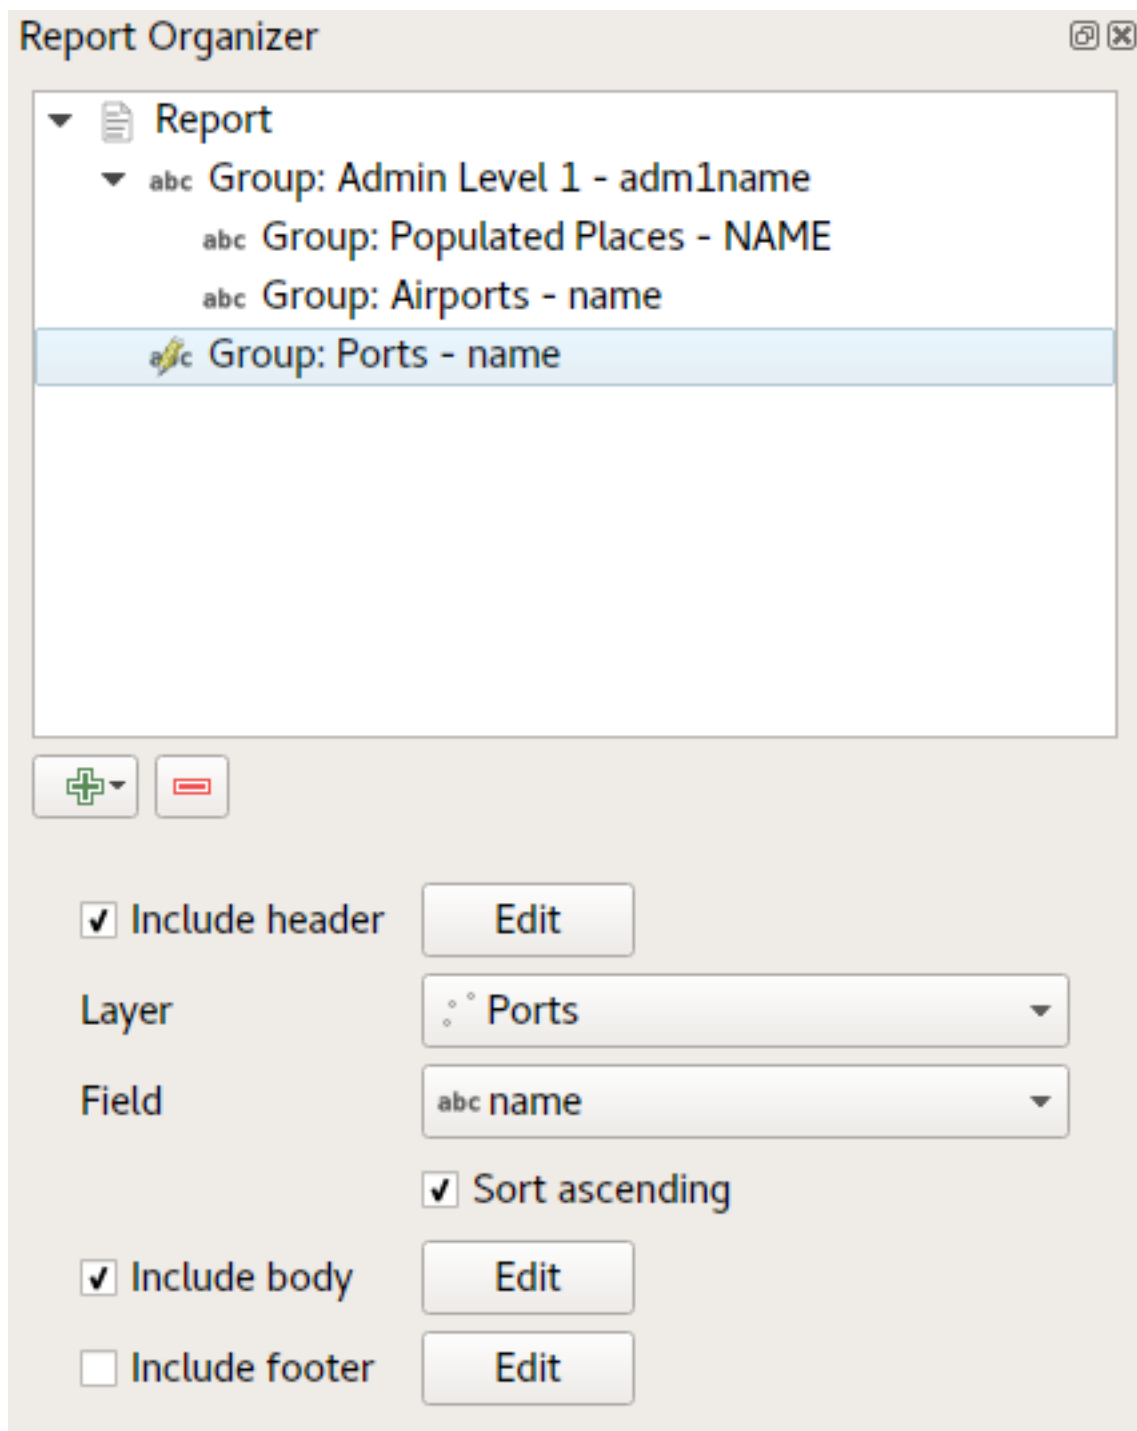 Report Organizer
Report
abc Group: Admin Level 1 - adm1name
abc Group: Populated Places - NAME
abc Group: Airports - name
abc Group: Ports - name
Include header Edit
Layer Ports
Field abc name
Sort ascending
Include body Edit
Include footer Edit